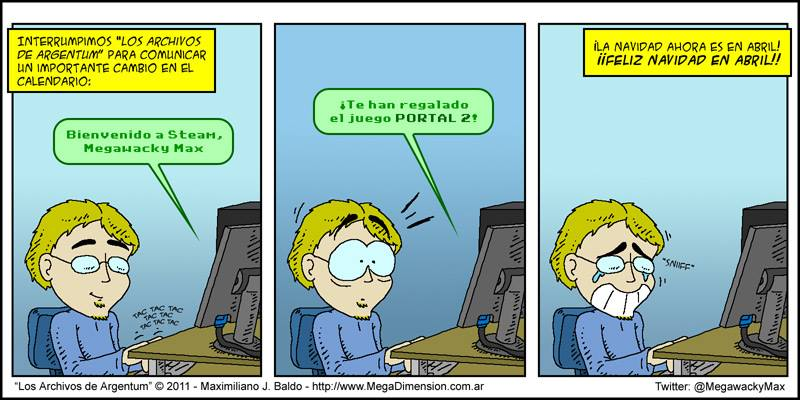 INTERRUMPIMOS "LOS ARCHIVOS
DE ARGENTUM" PARA COMUNICAR
UN IMPORTANTE CAMBIO EN EL
CALENDARIO:
Bienvenido a Steam,
Megawacky Max
TAC TAC TAC
TAC TAC
TAC TAC TAC
¡Te han regalado
el juego PORTAL 2!
¡LA NAVIDAD AHORA ES EN ABRIL!
¡¡FELIZ NAVIDAD EN ABRIL!!
*SNIFF*
"Los Archivos de Argentum" © 2011 - Maximiliano J. Baldo - http://www.MegaDimension.com.ar
Twitter: @MegawackyMax